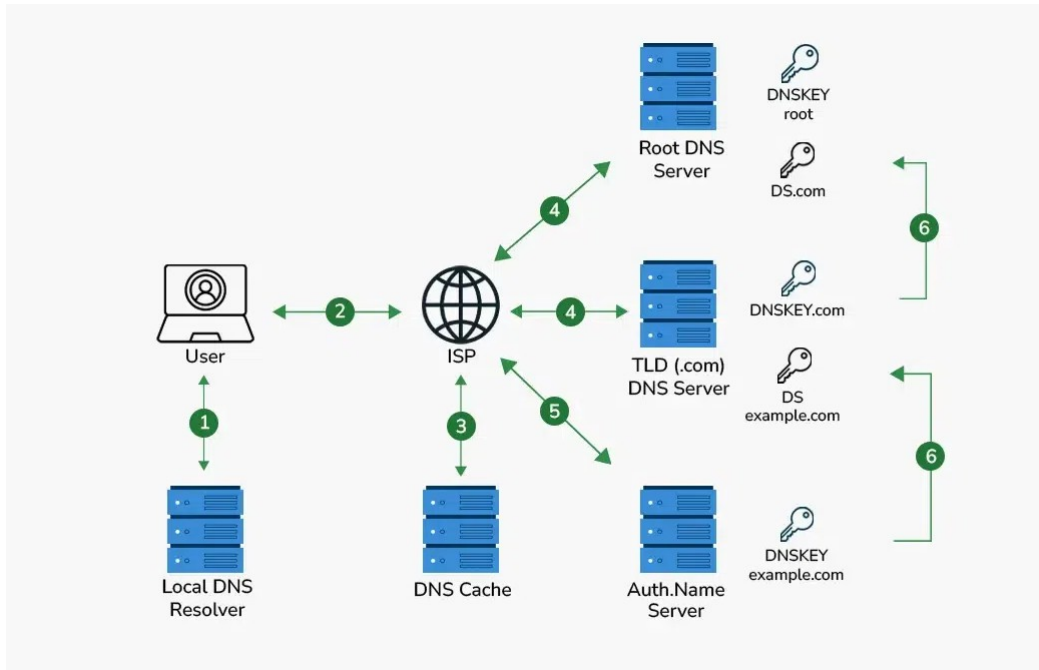 Root DNS
Server
DNSKEY
root
DS.com
4
6
User
2
ISP
4
TLD (.com)
DNS Server
DNSKEY.com
DS
example.com
1
3
5
6
Local DNS
Resolver
DNS Cache
Auth.Name
Server
DNSKEY
example.com